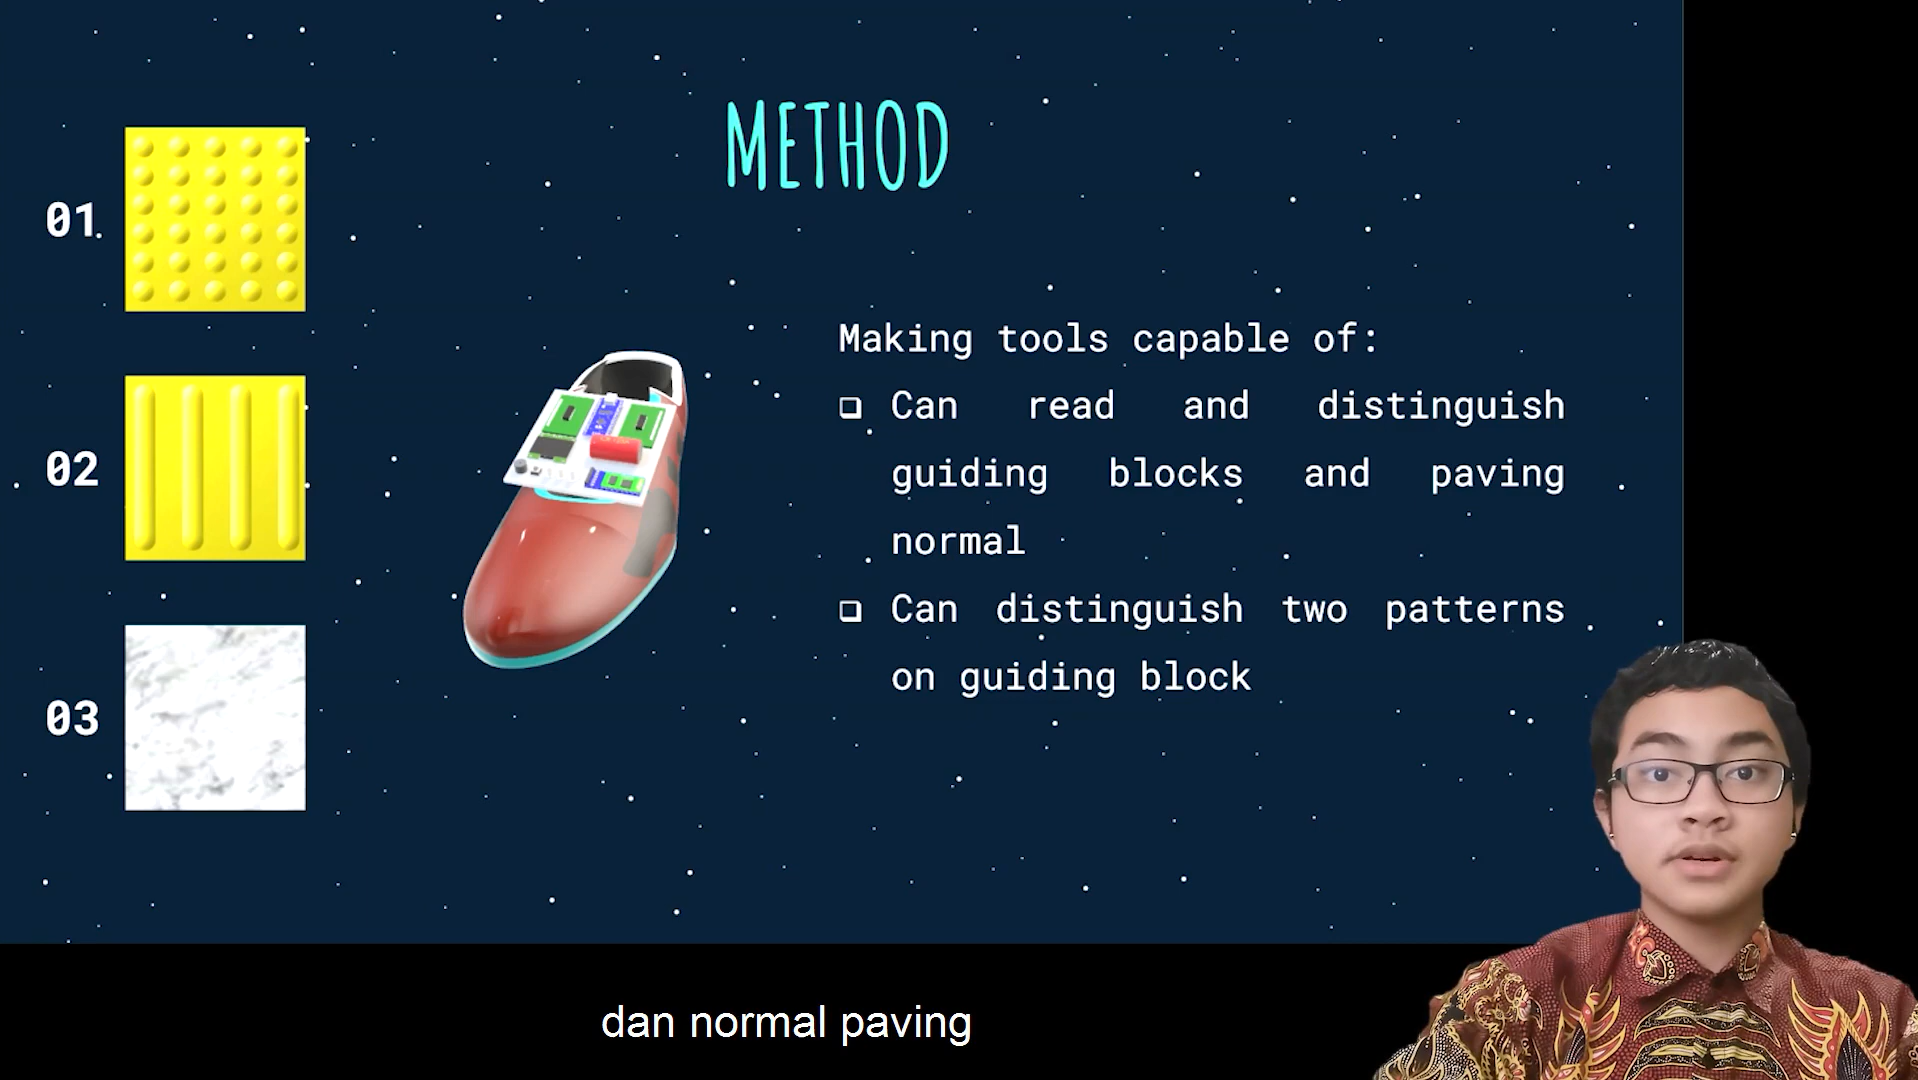 METHOD
01.
02
03
Making tools capable of:
❑ Can read and distinguish
guiding blocks and paving
normal
❑ Can distinguish two patterns
on guiding block
dan normal paving